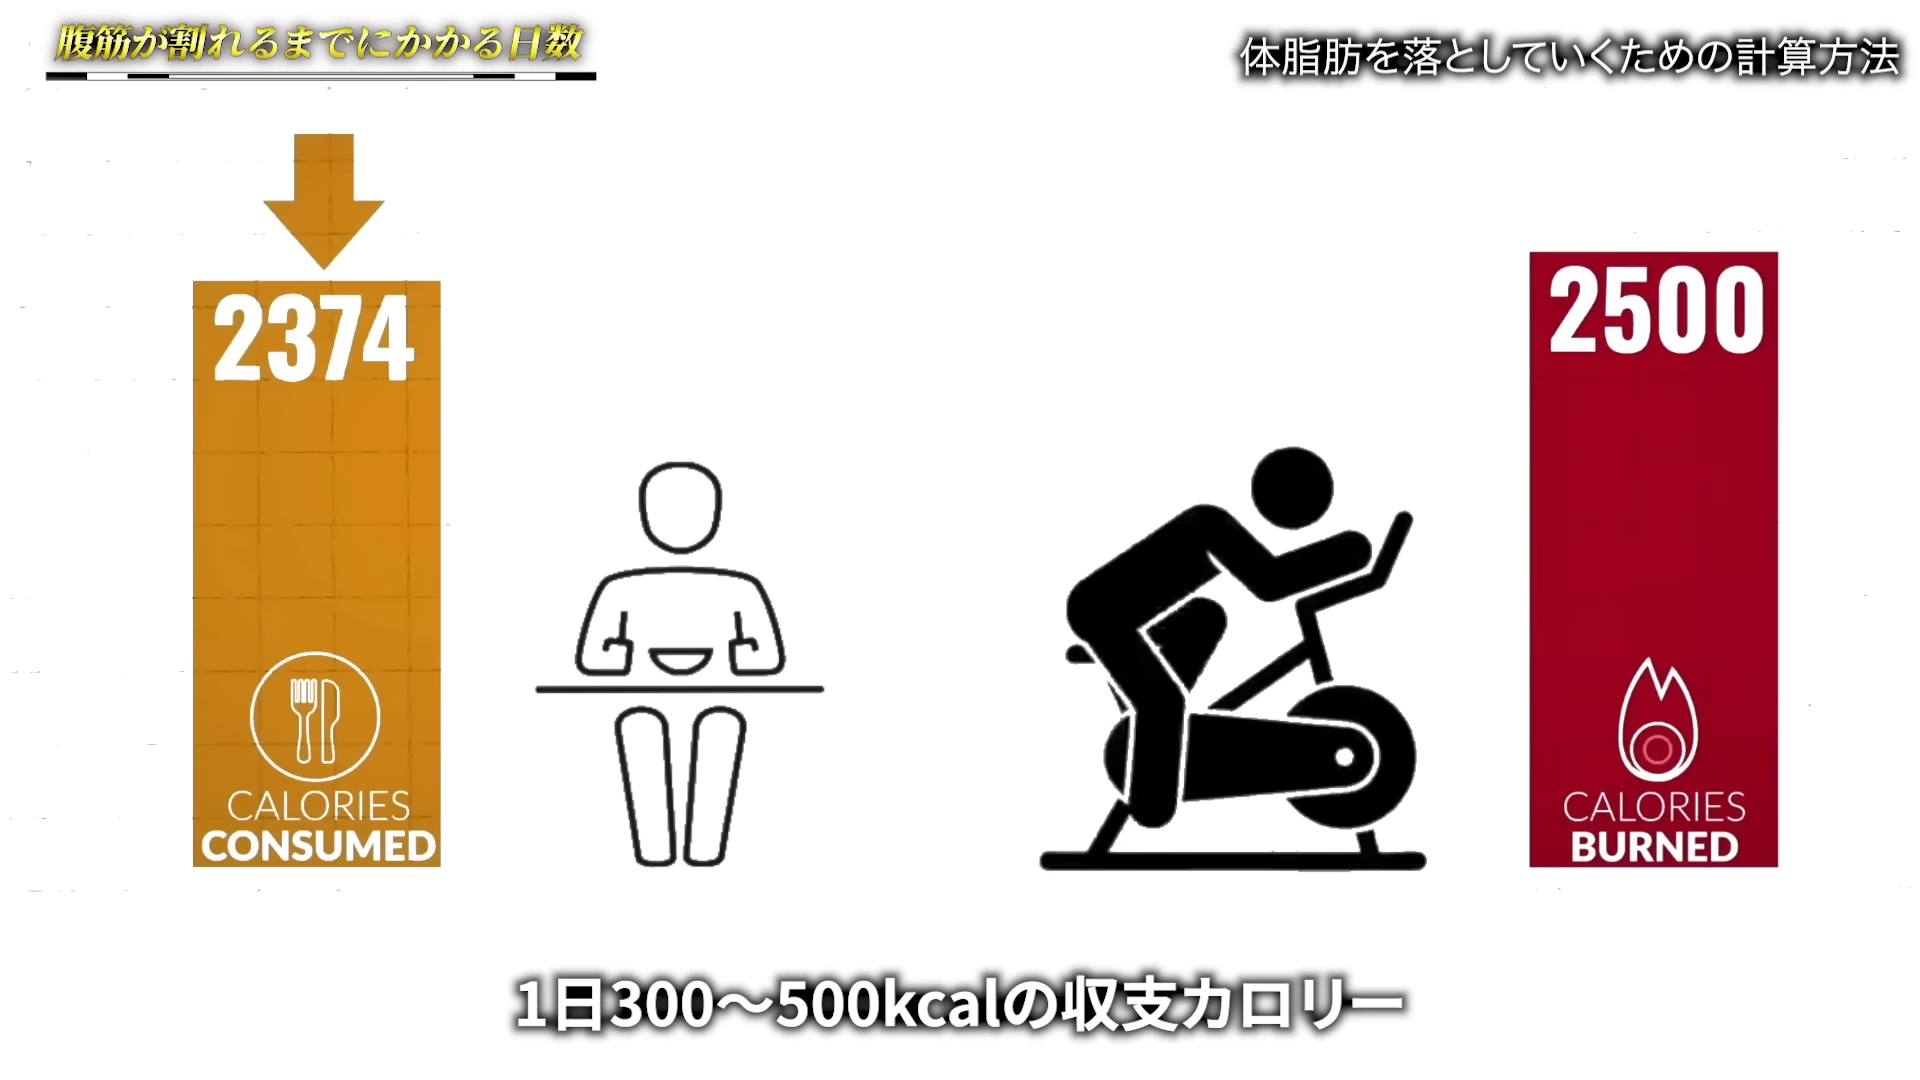 腹筋が割れるまでにかかる日数
体脂肪を落としていくための計算方法
2374
CALORIES
CONSUMED
2500
CALORIES
BURNED
1日300～500kcalの収支カロリー